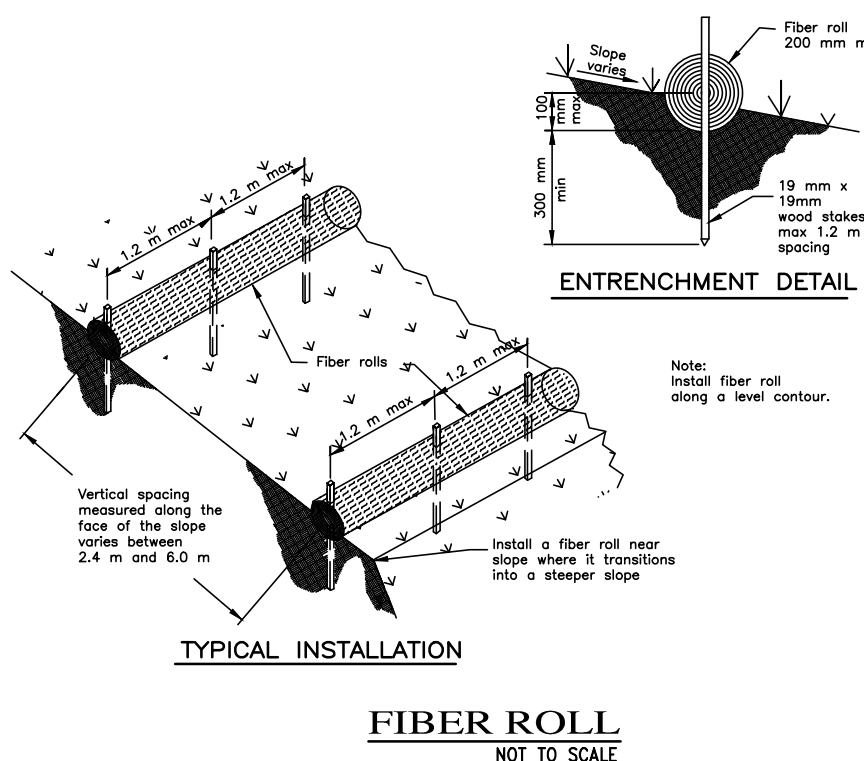 Fiber roll
200 mm m
Slope
varies
100
mm
max
300 mm
min
19 mm x
19mm
wood stakes
max 1.2 m
spacing
ENTRENCHMENT DETAIL
1.2 m max
1.2 m max
Fiber rolls
1.2 m max
1.2 m max
Note:
Install fiber roll
along a level contour.
Vertical spacing
measured along the
face of the slope
varies between
2.4 m and 6.0 m
Install a fiber roll near
slope where it transitions
into a steeper slope
TYPICAL INSTALLATION
FIBER ROLL
NOT TO SCALE